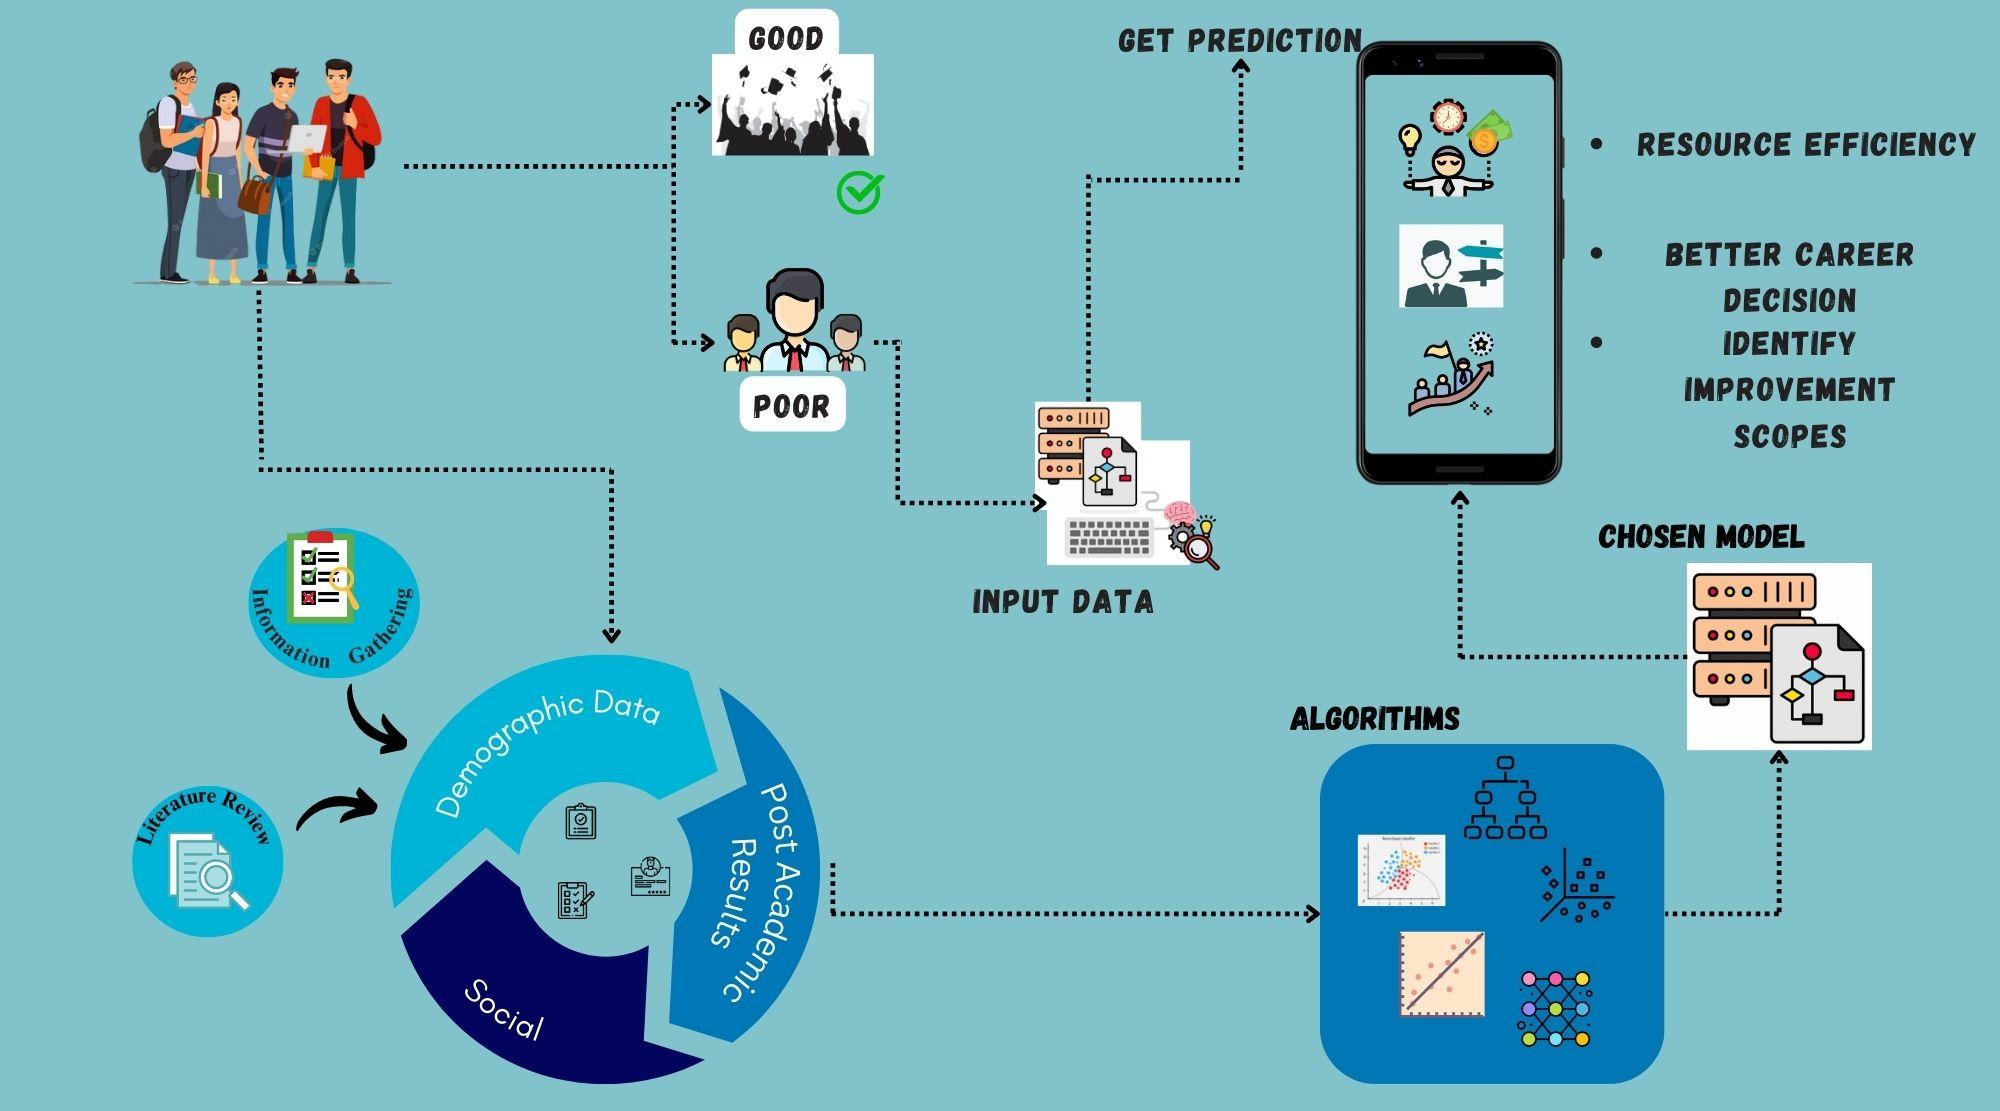 GOOD
POOR
GET PREDICTION
RESOURCE EFFICIENCY
BETTER CAREER
DECISION
IDENTIFY
IMPROVEMENT
SCOPES
INPUT DATA
CHOSEN MODEL
ALGORITHMS
Information Gathering
Literature Review
Demographic Data
Post Academic
Results
Social